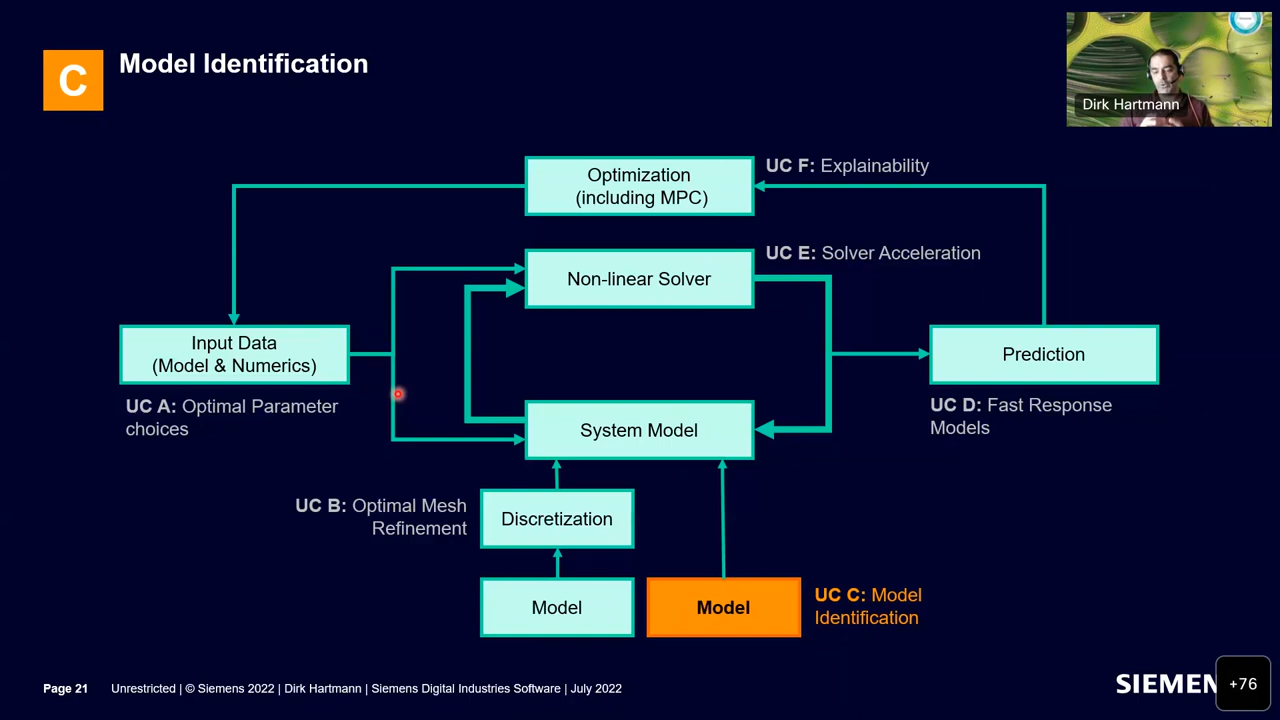 C
Model Identification
Dirk Hartmann
Optimization
(including MPC)
UC F: Explainability
Non-linear Solver
UC E: Solver Acceleration
Input Data
(Model & Numerics)
UC A: Optimal Parameter
choices
Prediction
UC D: Fast Response
Models
System Model
UC B: Optimal Mesh
Refinement
Discretization
Model
Model
UC C: Model
Identification
Page 21
Unrestricted | © Siemens 2022 | Dirk Hartmann | Siemens Digital Industries Software | July 2022
SIEMEN
+76